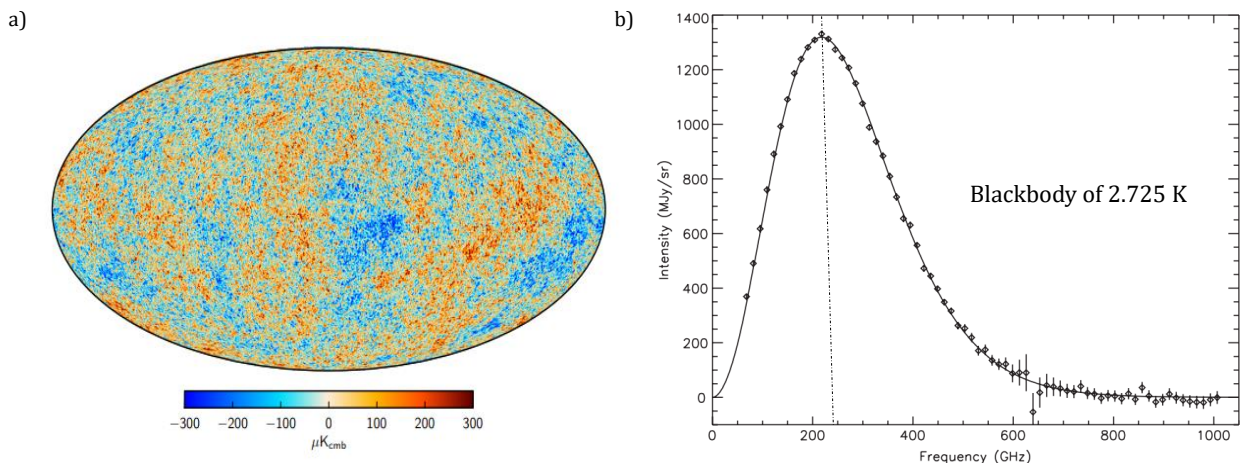 a)
−300 −200 −100 0 100 200 300
μK_cmb
b)
1400
1200
1000
800
600
400
200
0
Intensity (MJy/sr)
Blackbody of 2.725 K
0 200 400 600 800 1000
Frequency (GHz)